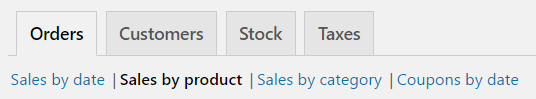 Orders Customers Stock Taxes
Sales by date | Sales by product | Sales by category | Coupons by date